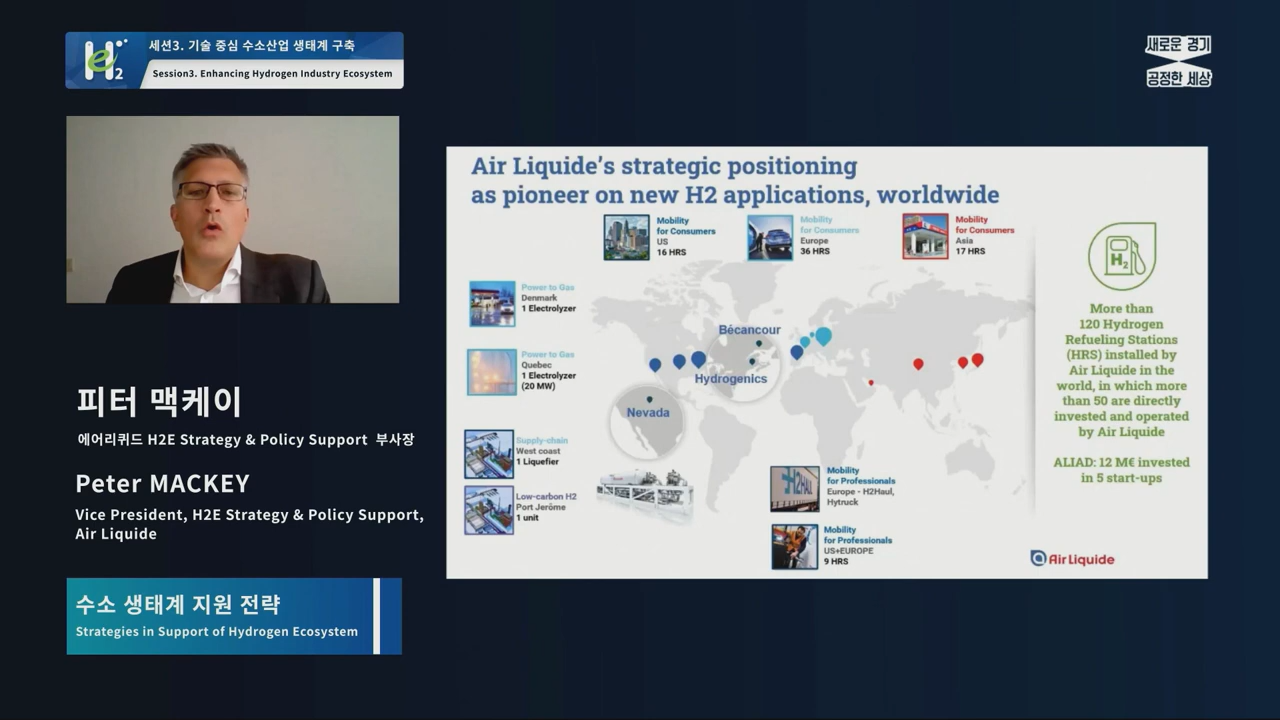 세션3. 기술 중심 수소산업 생태계 구축
He2
Session3. Enhancing Hydrogen Industry Ecosystem
새로운 경기
공정한 세상
피터 맥케이
에어리퀴드 H2E Strategy & Policy Support 부사장
Peter MACKEY
Vice President, H2E Strategy & Policy Support,
Air Liquide
수소 생태계 지원 전략
Strategies in Support of Hydrogen Ecosystem
Air Liquide's strategic positioning
as pioneer on new H2 applications, worldwide
Mobility
for Consumers
US
16 HRS
Mobility
for Consumers
Europe
36 HRS
Mobility
for Consumers
Asia
17 HRS
Power to Gas
Denmark
1 Electrolyzer
Power to Gas
Quebec
1 Electrolyzer
(20 MW)
Bécancour
Hydrogenics
Nevada
Supply-chain
West coast
1 Liquefier
Low-carbon H2
Port Jerôme
1 unit
H2HAUL
Mobility
for Professionals
Europe - H2Haul,
Hytruck
Mobility
for Professionals
US+EUROPE
9 HRS
H2
More than
120 Hydrogen
Refueling Stations
(HRS) installed by
Air Liquide in the
world, in which more
than 50 are directly
invested and operated
by Air Liquide
ALIAD: 12 M€ invested
in 5 start-ups
Air Liquide